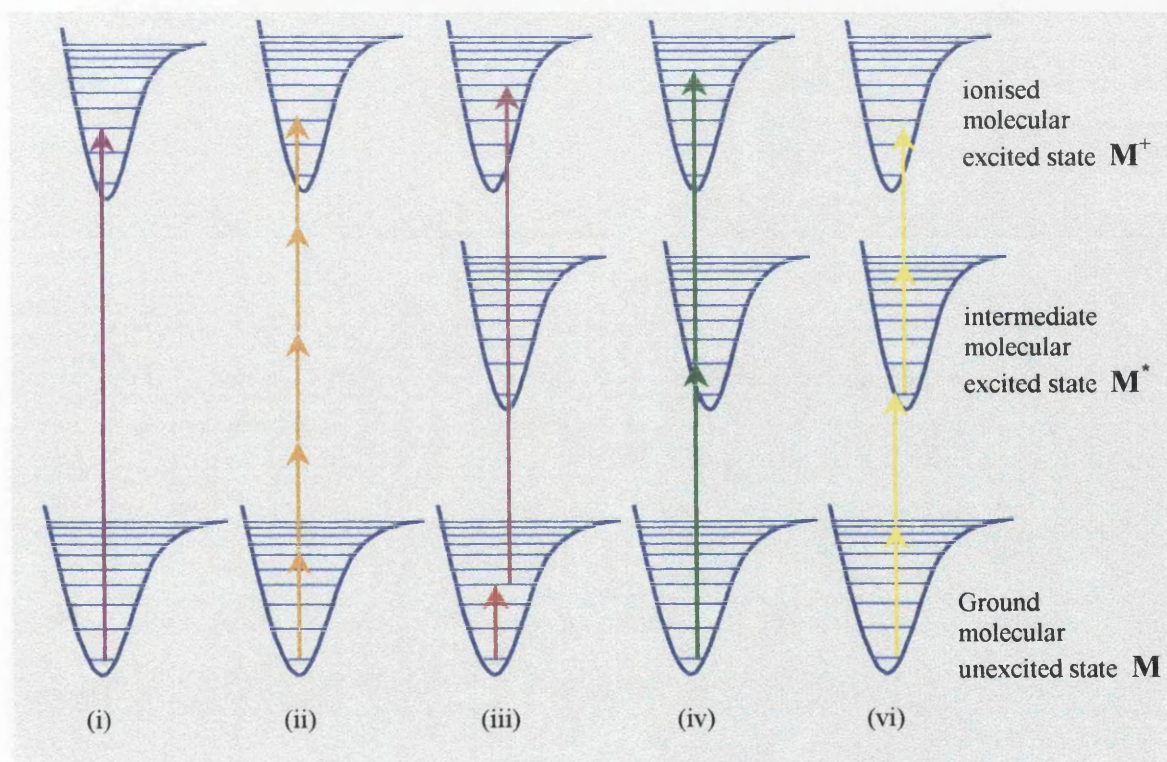 ionised
molecular
excited state M⁺
intermediate
molecular
excited state M*
Ground
molecular
unexcited state M
(i) (ii) (iii) (iv) (vi)